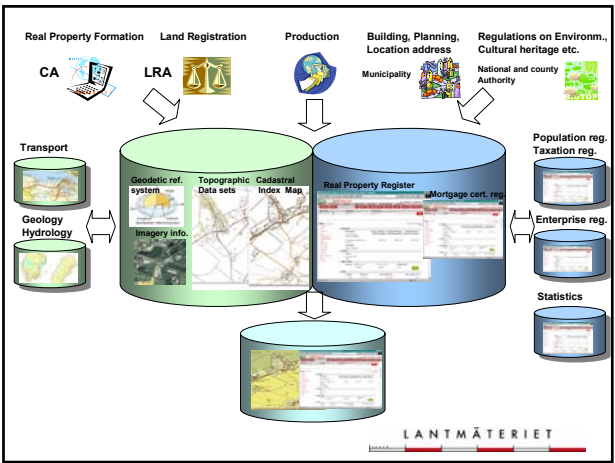 Real Property Formation
Land Registration
Production
Building, Planning,
Location address
Regulations on Environm.,
Cultural heritage etc.
CA
LRA
Municipality
National and county
Authority
Transport
Geology
Hydrology
Geodetic ref.
system
Topographic
Data sets
Cadastral
Index Map
Imagery info.
Real Property Register
Mortgage cert. reg.
Population reg.
Taxation reg.
Enterprise reg.
Statistics
LANTMÄTERIET